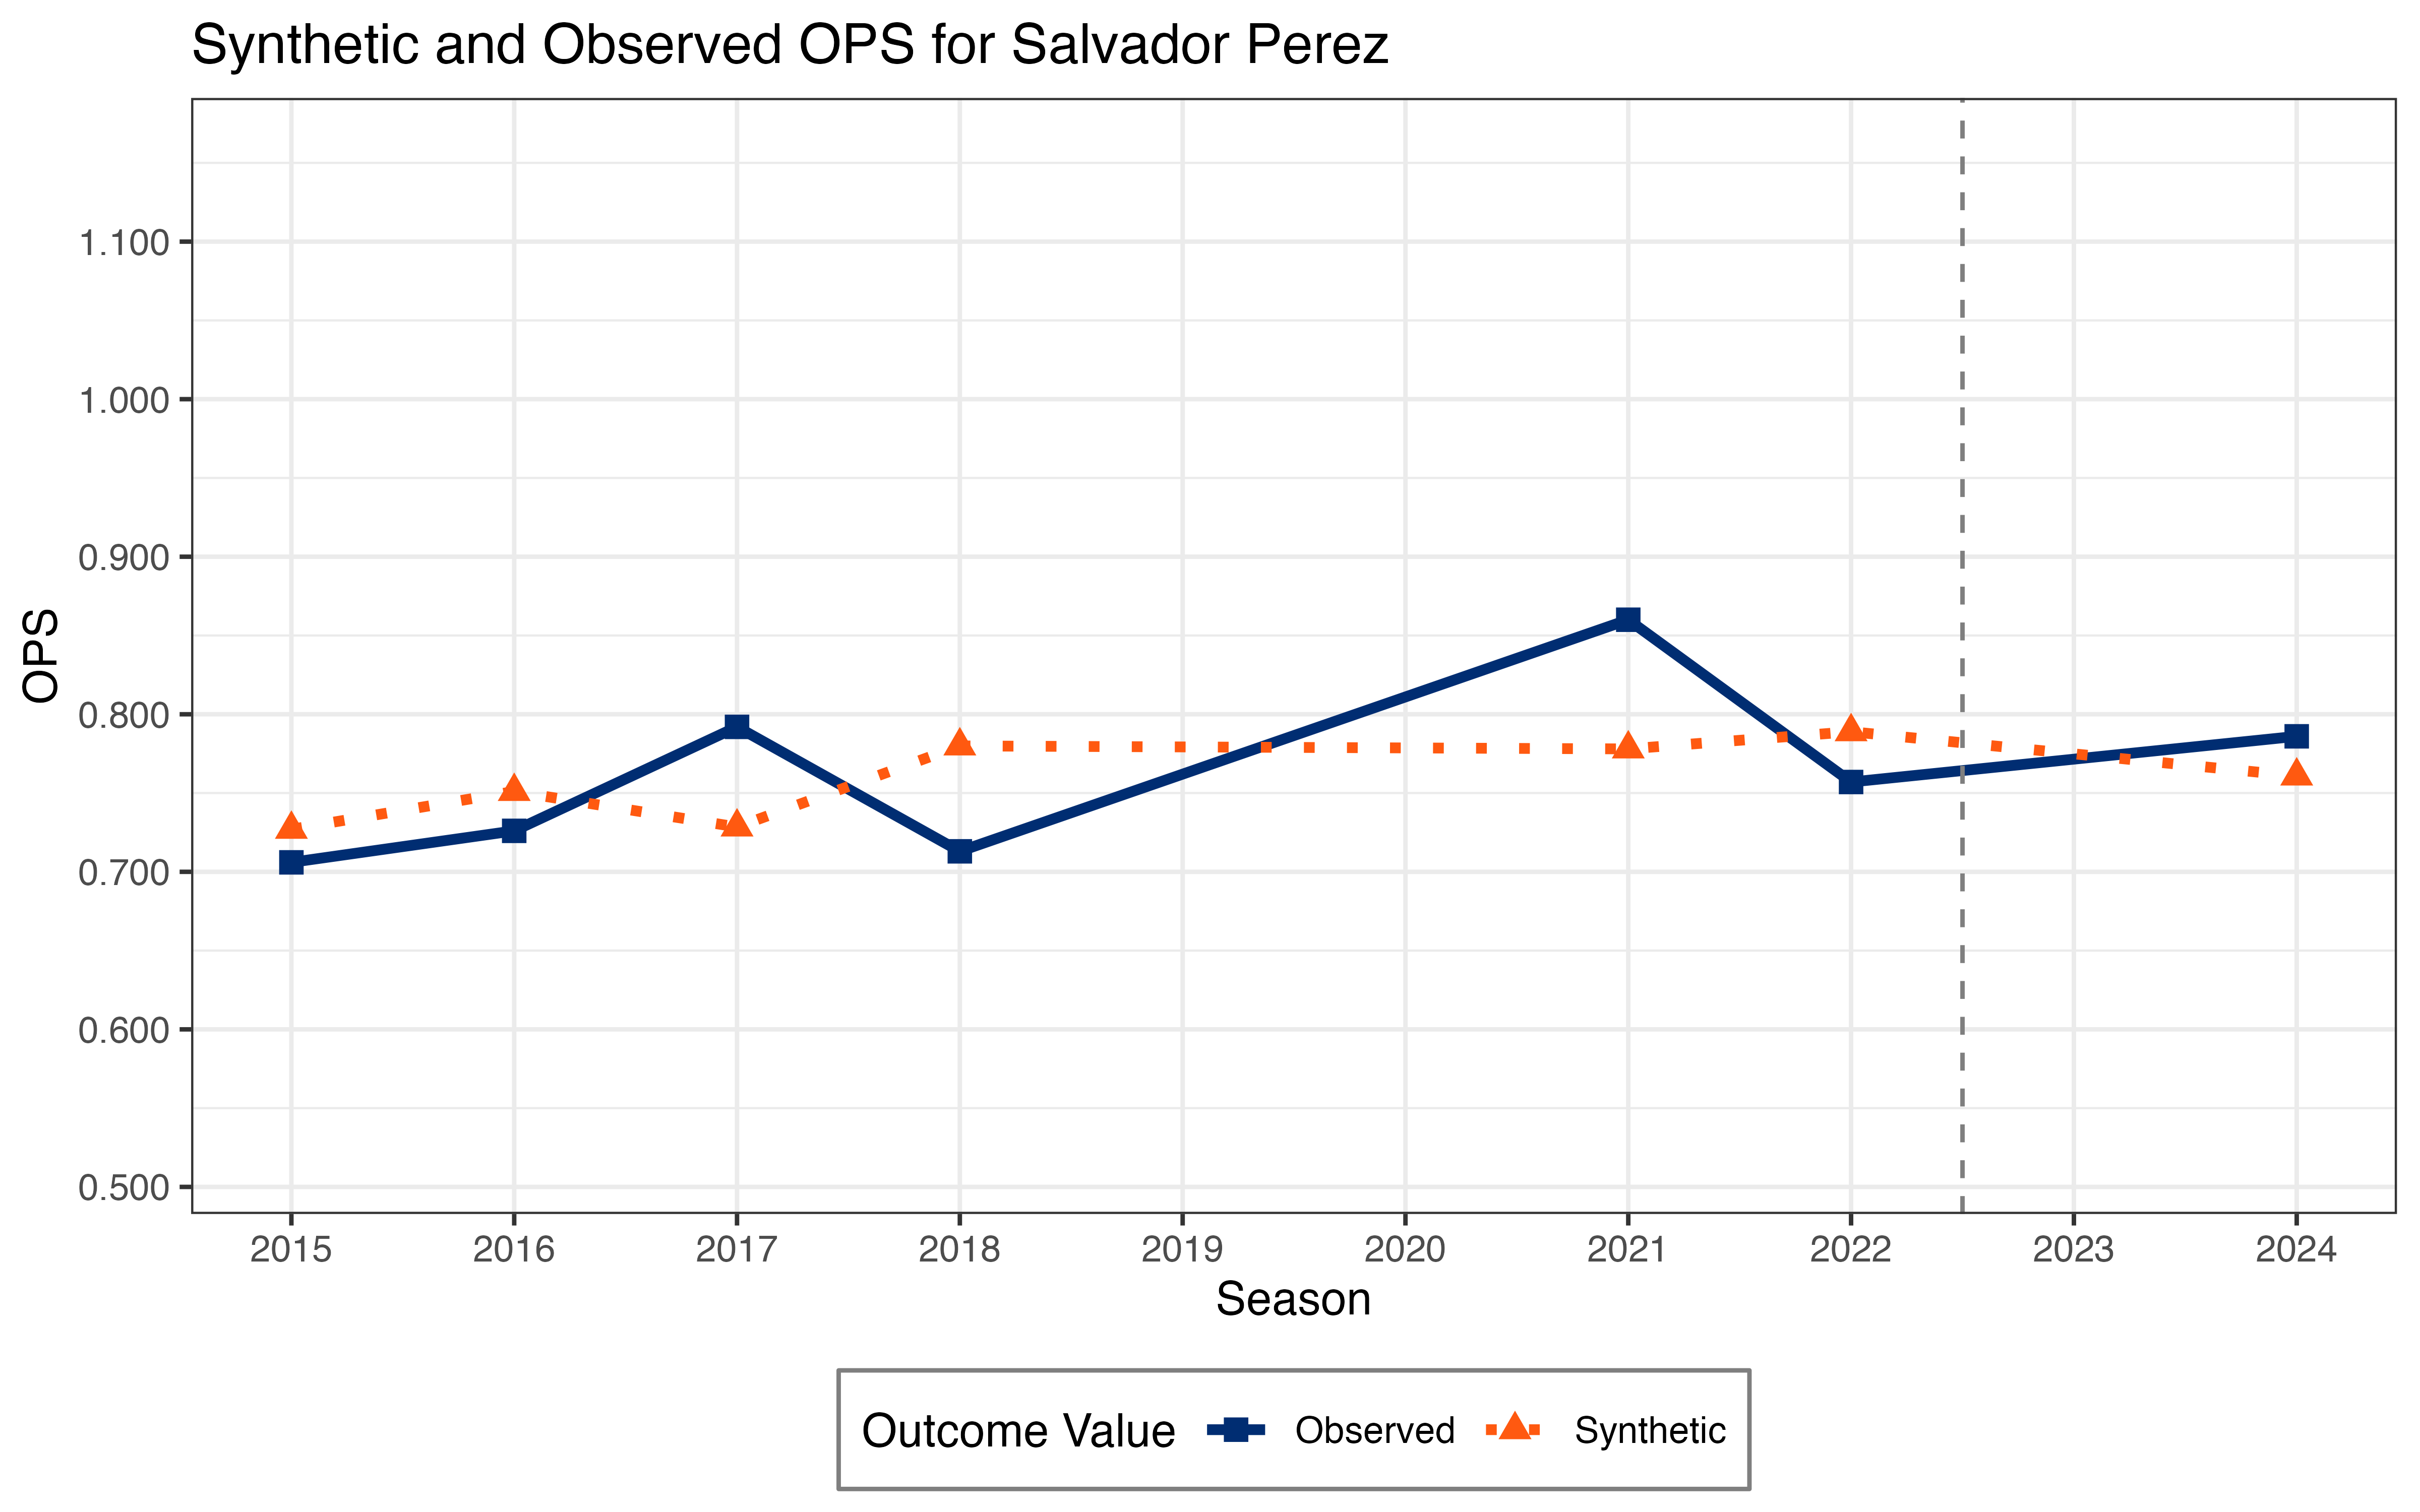 Synthetic and Observed OPS for Salvador Perez
1.100
1.000
0.900
0.800
0.700
0.600
0.500
OPS
2015 2016 2017 2018 2019 2020 2021 2022 2023 2024
Season
Outcome Value Observed Synthetic